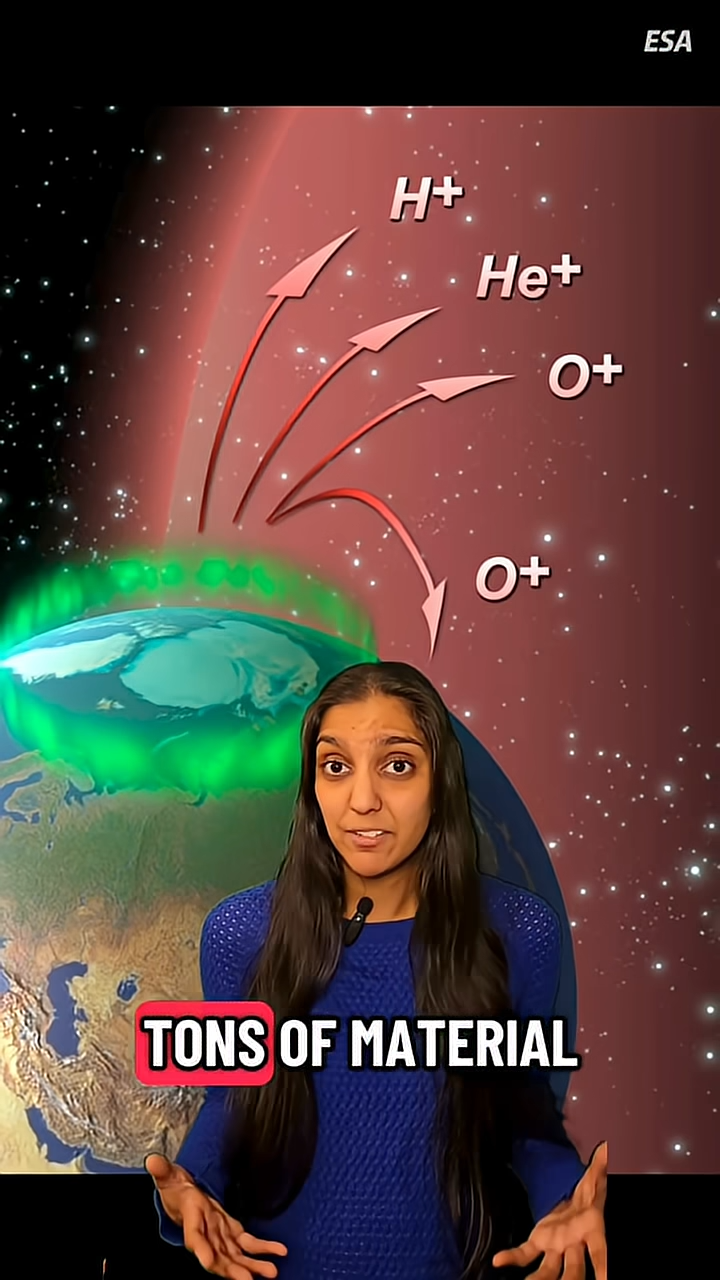 ESA
H+
He+
O+
O+
TONS OF MATERIAL